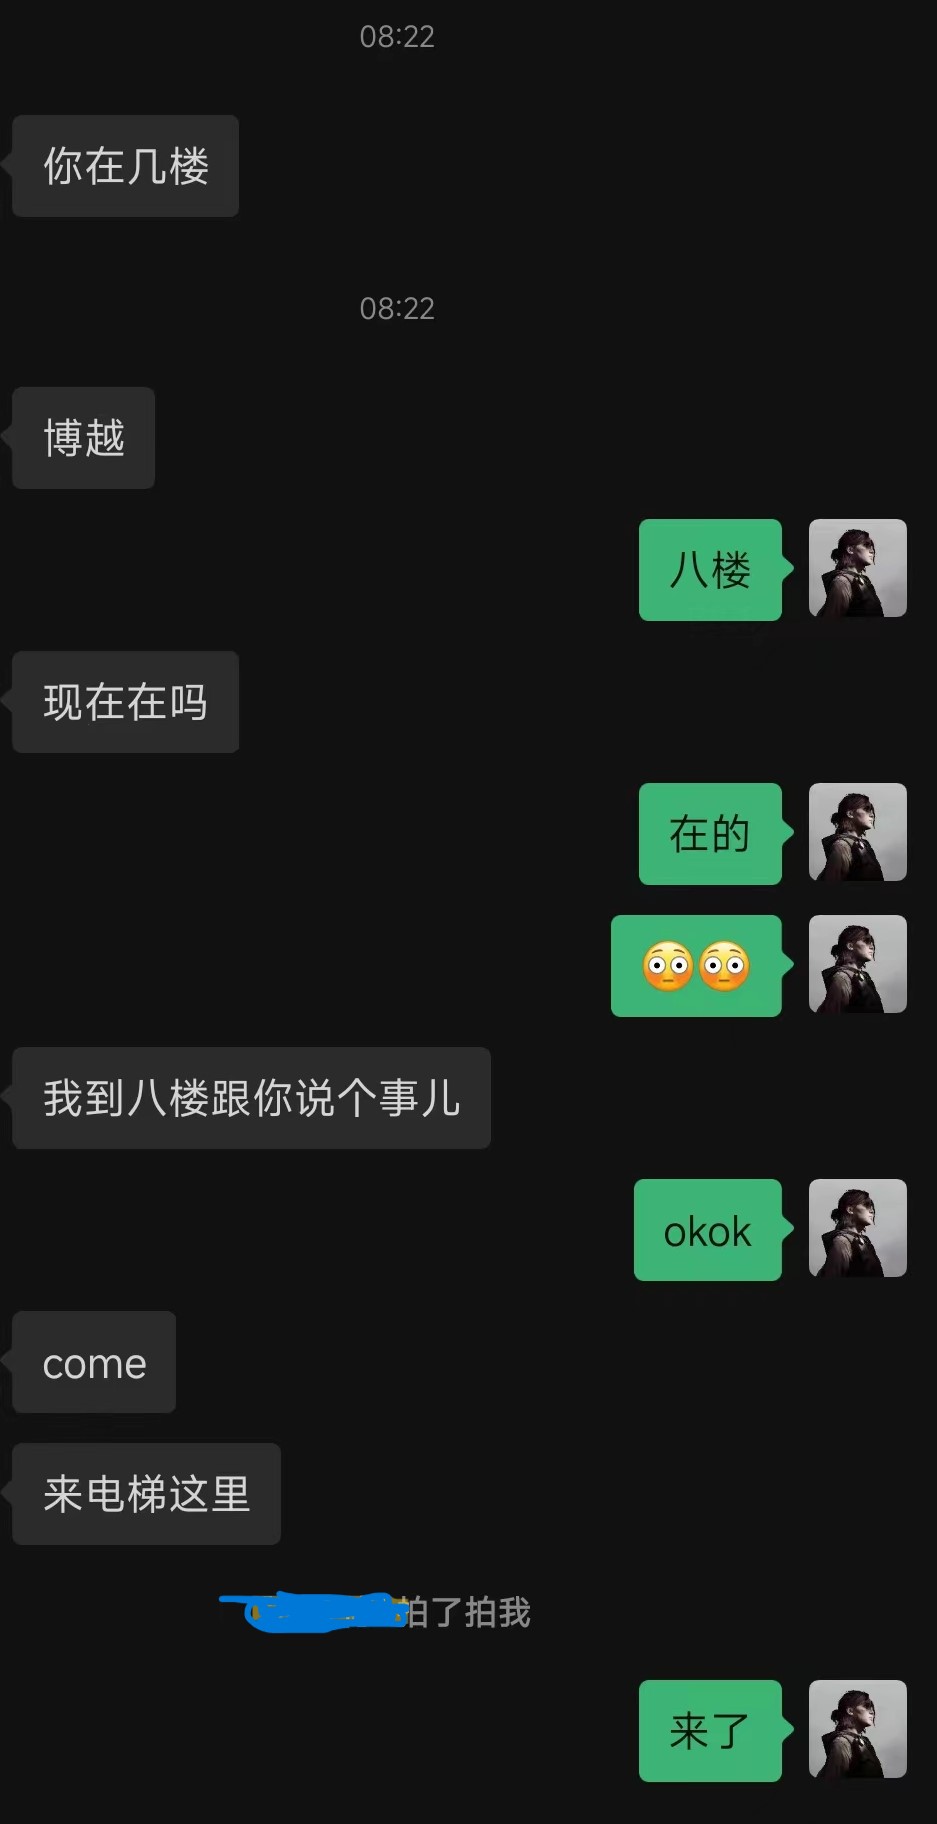 08:22
你在几楼
08:22
博越
八楼
现在在吗
在的
😳😳
我到八楼跟你说个事儿
okok
come
来电梯这里
拍了拍我
来了